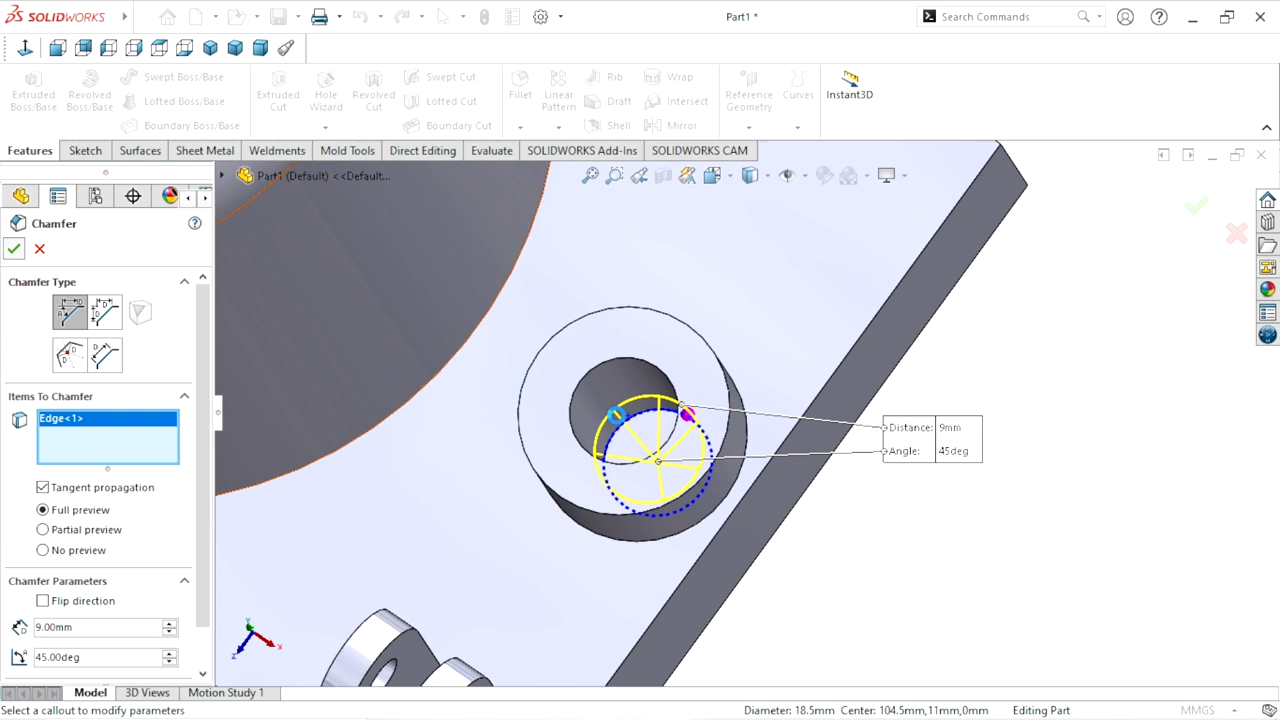 SOLIDWORKS
Part1 *
Search Commands
Extruded Boss/Base
Revolved Boss/Base
Swept Boss/Base
Lofted Boss/Base
Boundary Boss/Base
Extruded Cut
Hole Wizard
Revolved Cut
Swept Cut
Lofted Cut
Boundary Cut
Fillet
Linear Pattern
Rib
Draft
Shell
Wrap
Intersect
Mirror
Reference Geometry
Curves
Instant3D
Features
Sketch
Surfaces
Sheet Metal
Weldments
Mold Tools
Direct Editing
Evaluate
SOLIDWORKS Add-Ins
SOLIDWORKS CAM
Part1 (Default) <<Default...
Chamfer
Chamfer Type
Items To Chamfer
Edge<1>
Tangent propagation
Full preview
Partial preview
No preview
Chamfer Parameters
Flip direction
9.00mm
45.00deg
Distance: 9mm
Angle: 45deg
Y
X
Z
Model
3D Views
Motion Study 1
Select a callout to modify parameters
Diameter: 18.5mm Center: 104.5mm,11mm,0mm
Editing Part
MMGS